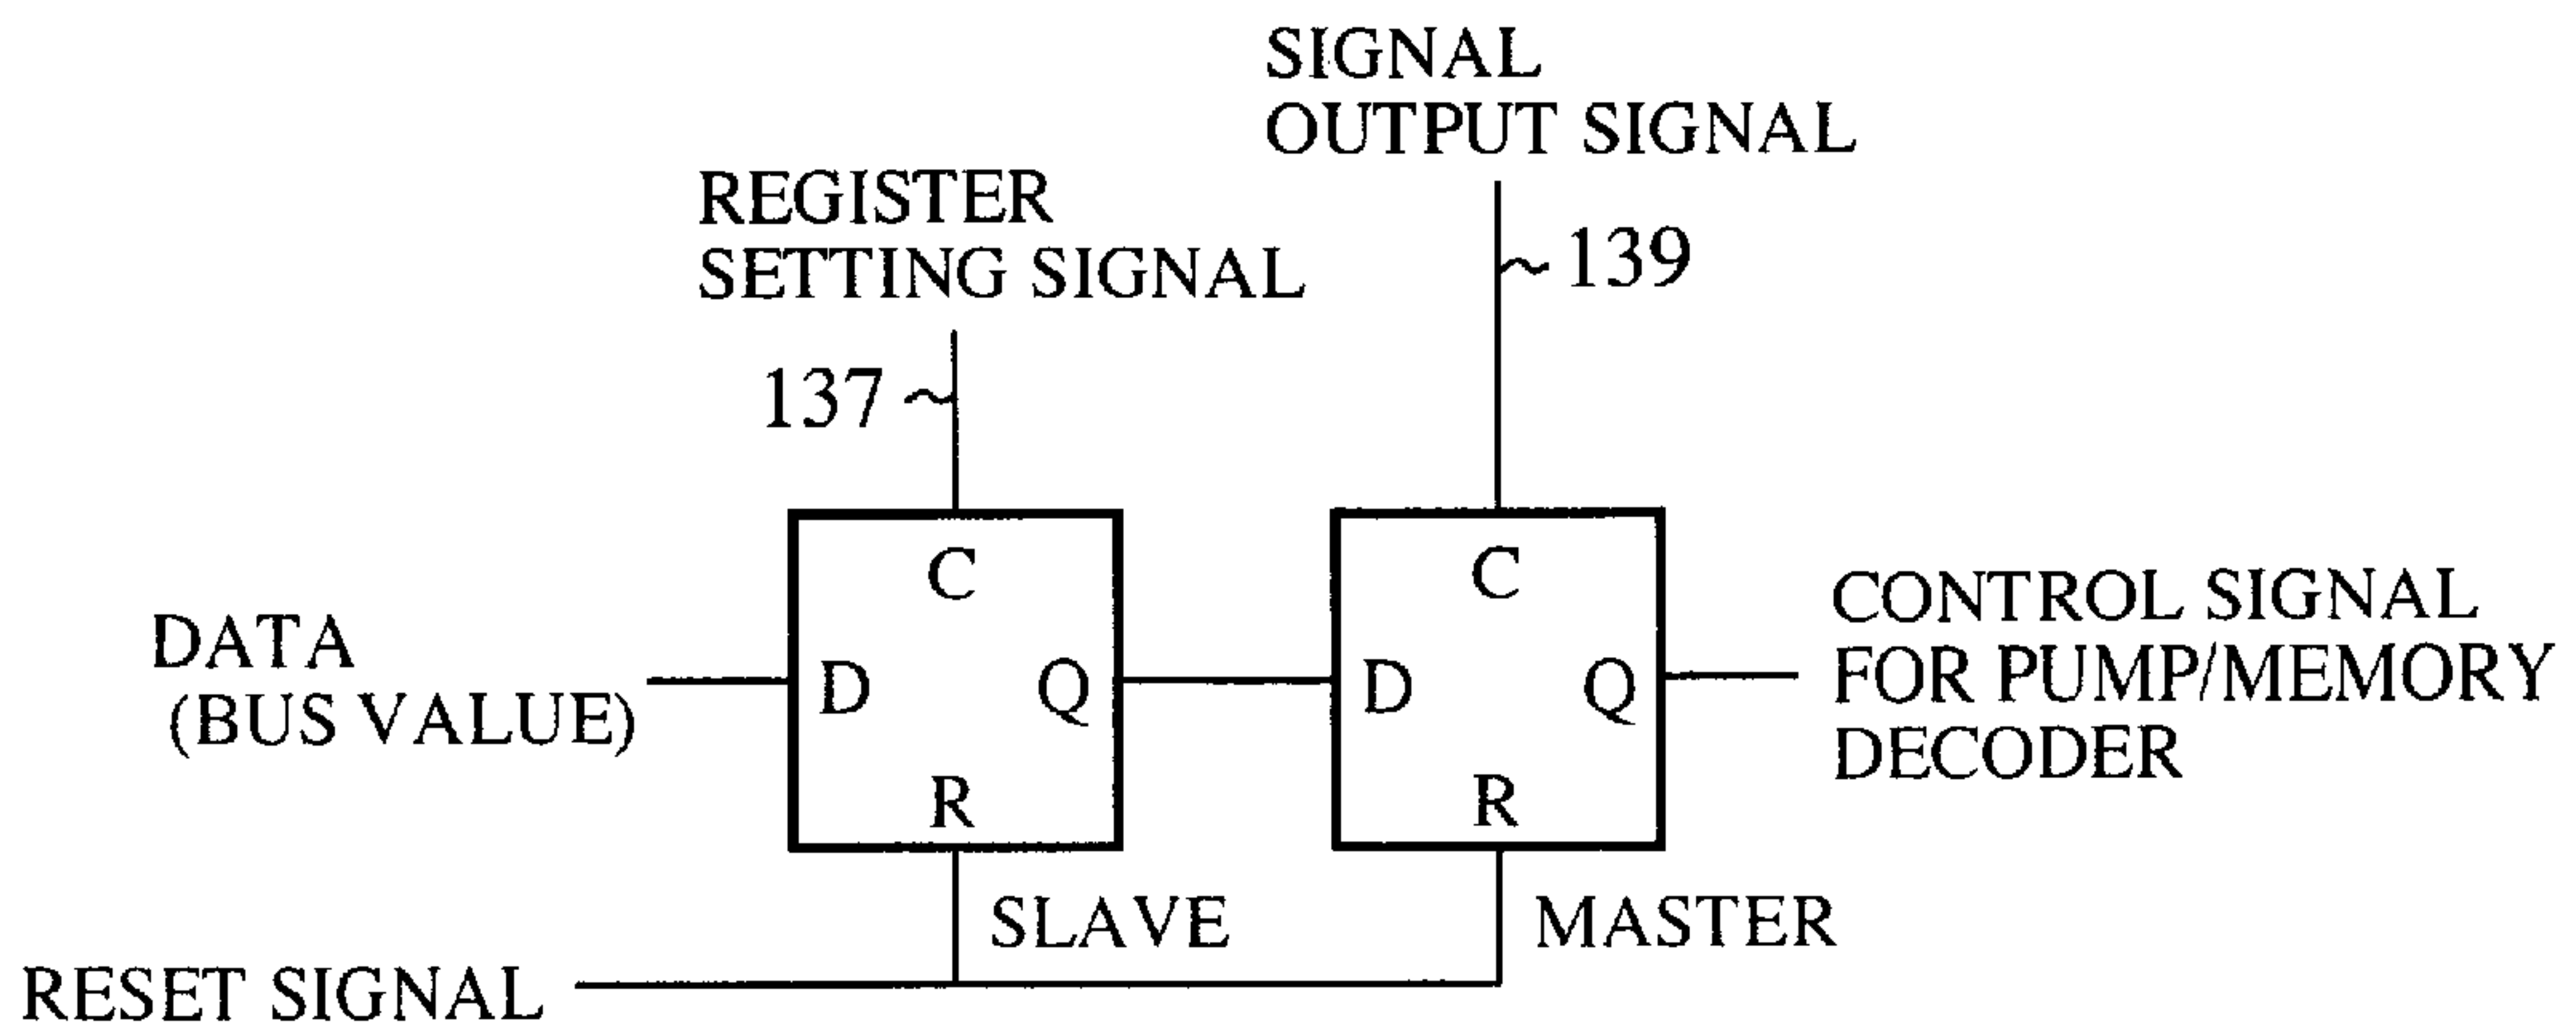 SIGNAL
OUTPUT SIGNAL
REGISTER
SETTING SIGNAL
139
137
C
C
DATA
(BUS VALUE)
D
Q
D
Q
CONTROL SIGNAL
FOR PUMP/MEMORY
DECODER
R
R
SLAVE
MASTER
RESET SIGNAL